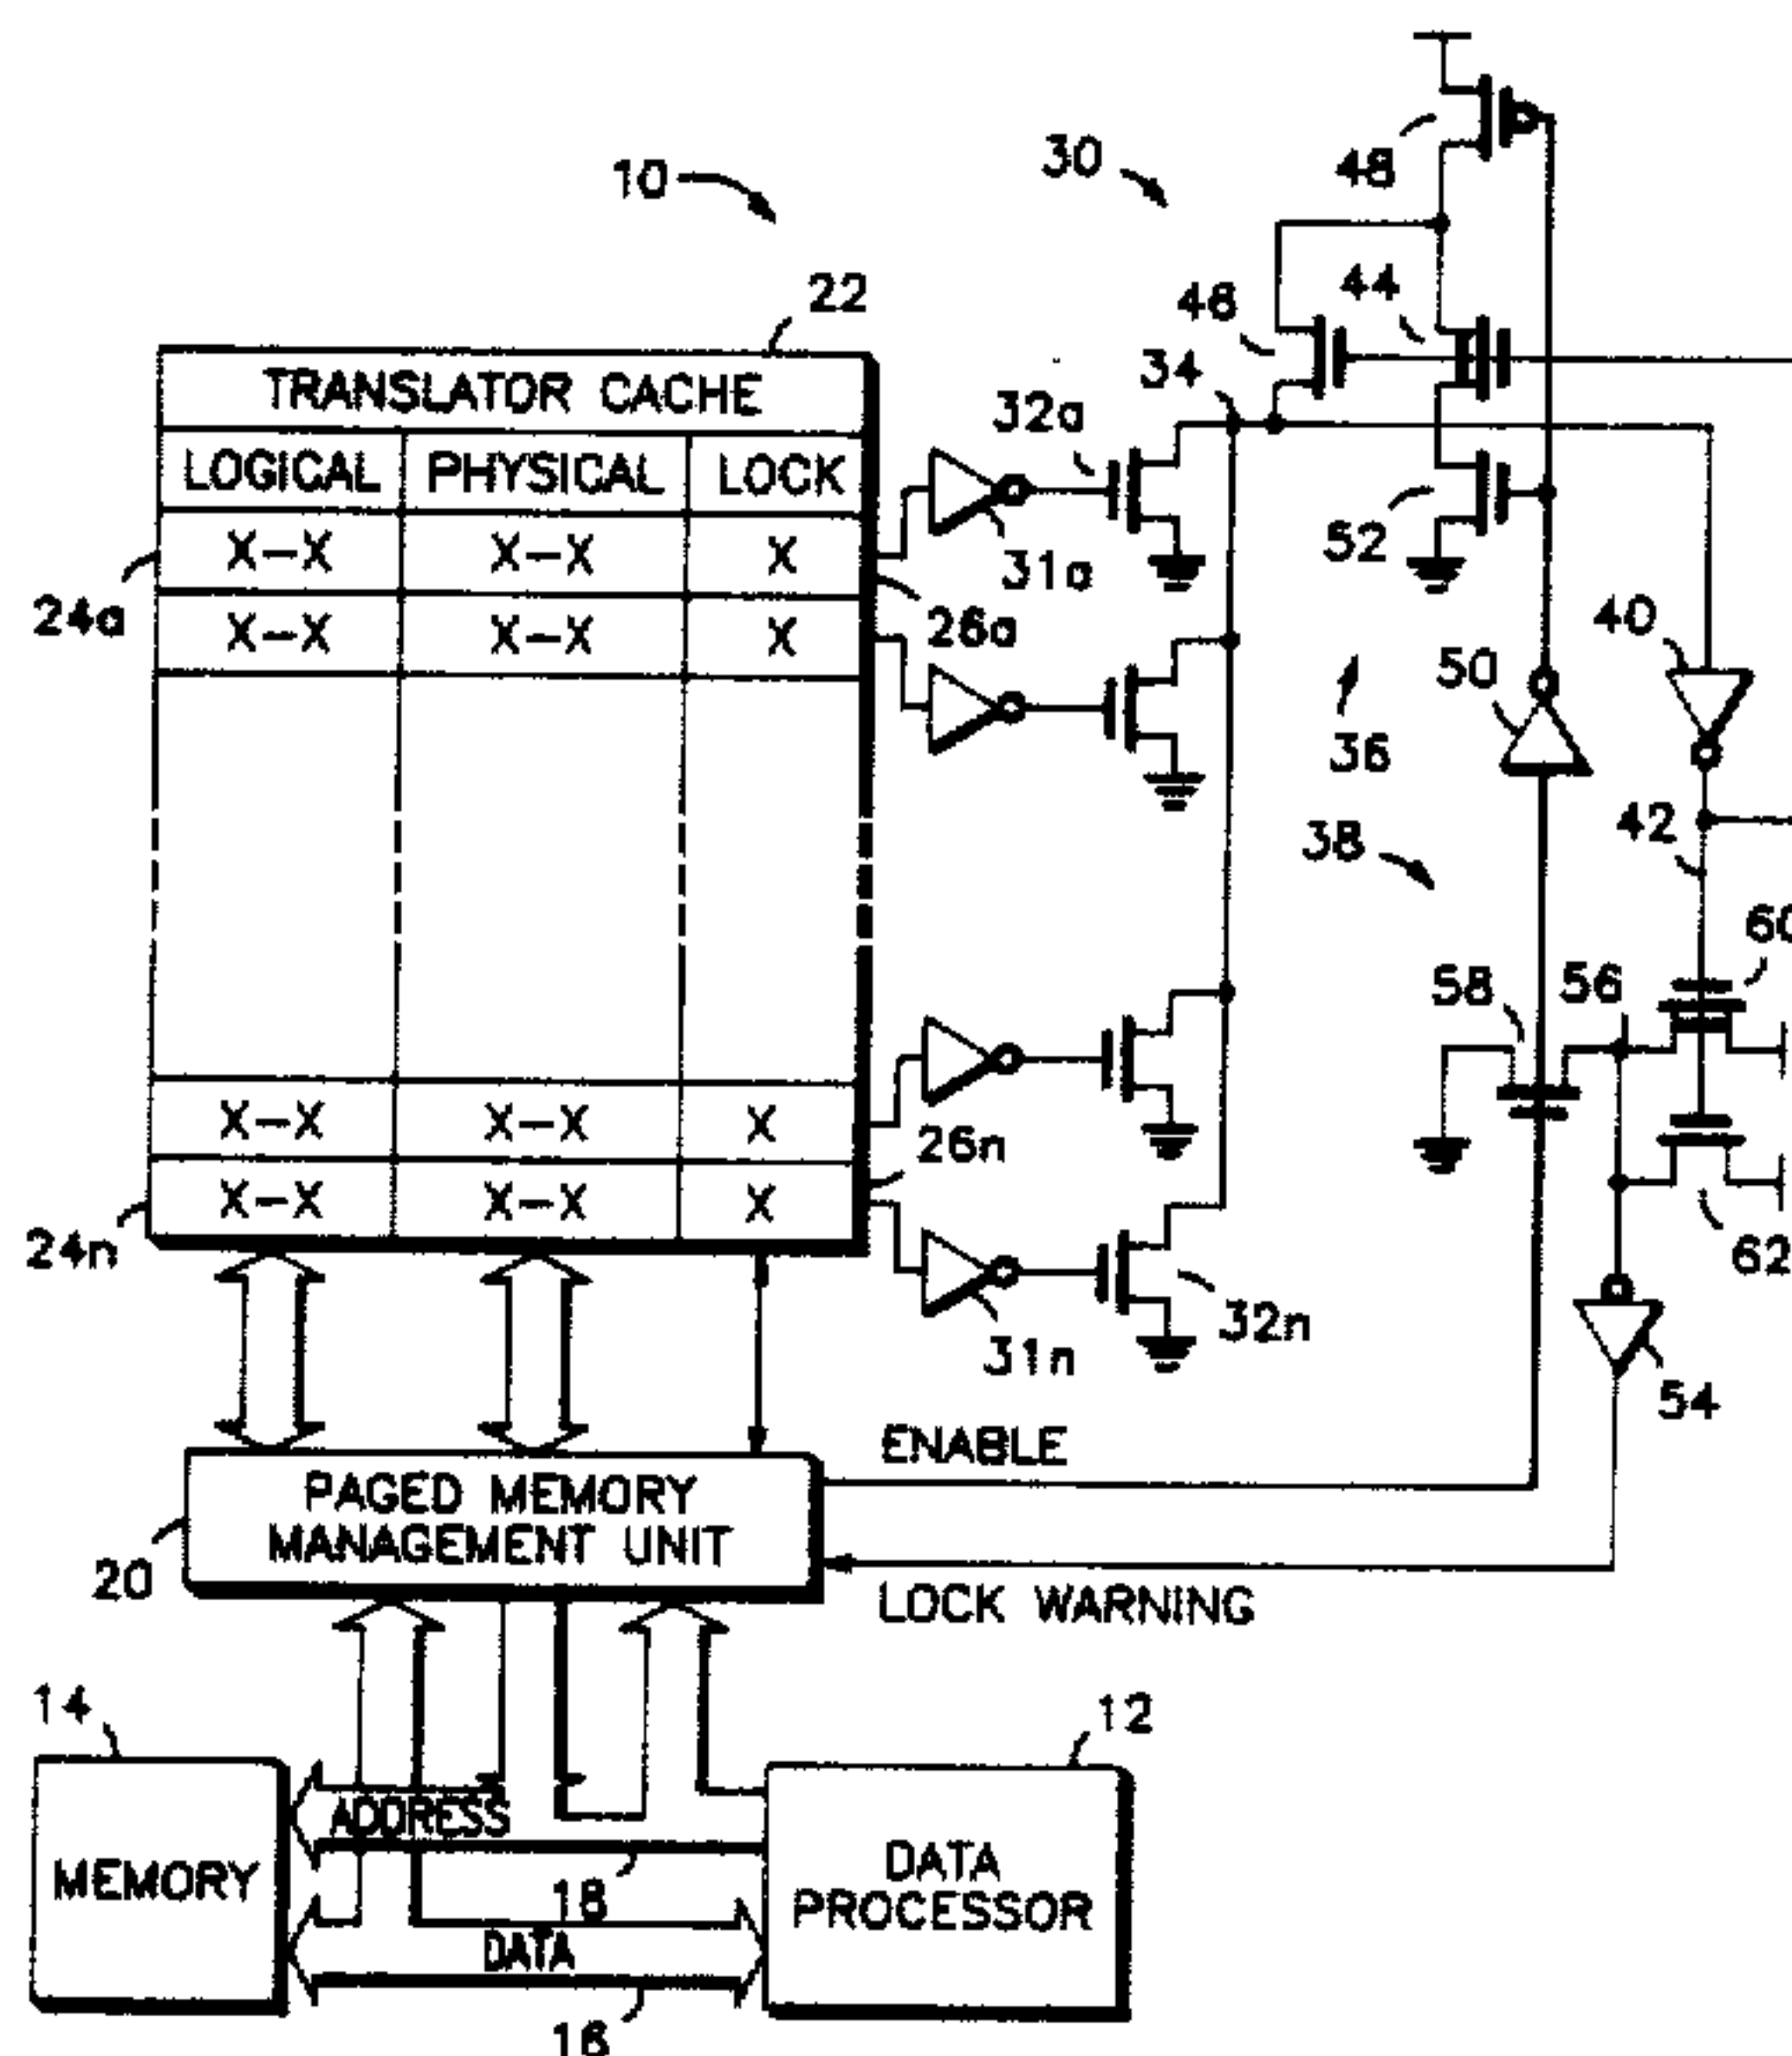 10
30
48
22
46
44
34
TRANSLATOR CACHE
32a
LOGICAL PHYSICAL LOCK
X-X X-X X
31a
52
24a
26a
X-X X-X X
40
50
36
42
38
60
58
56
X-X X-X X
26n
X-X X-X X
24n
62
32n
31n
54
ENABLE
PAGED MEMORY
MANAGEMENT UNIT
20
LOCK WARNING
14
12
ADDRESS
MEMORY
18
DATA
PROCESSOR
DATA
16